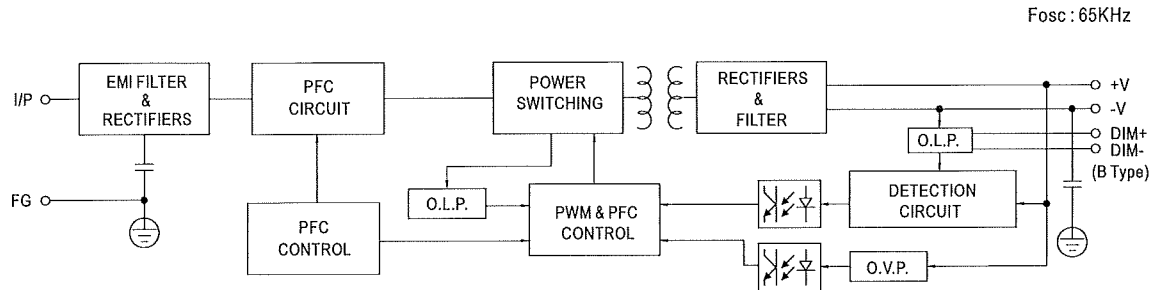 Fosc : 65KHz
I/P
EMI FILTER
&
RECTIFIERS
PFC
CIRCUIT
POWER
SWITCHING
RECTIFIERS
&
FILTER
+V
-V
DIM+
DIM-
(B Type)
O.L.P.
FG
O.L.P.
PFC
CONTROL
PWM & PFC
CONTROL
DETECTION
CIRCUIT
O.V.P.